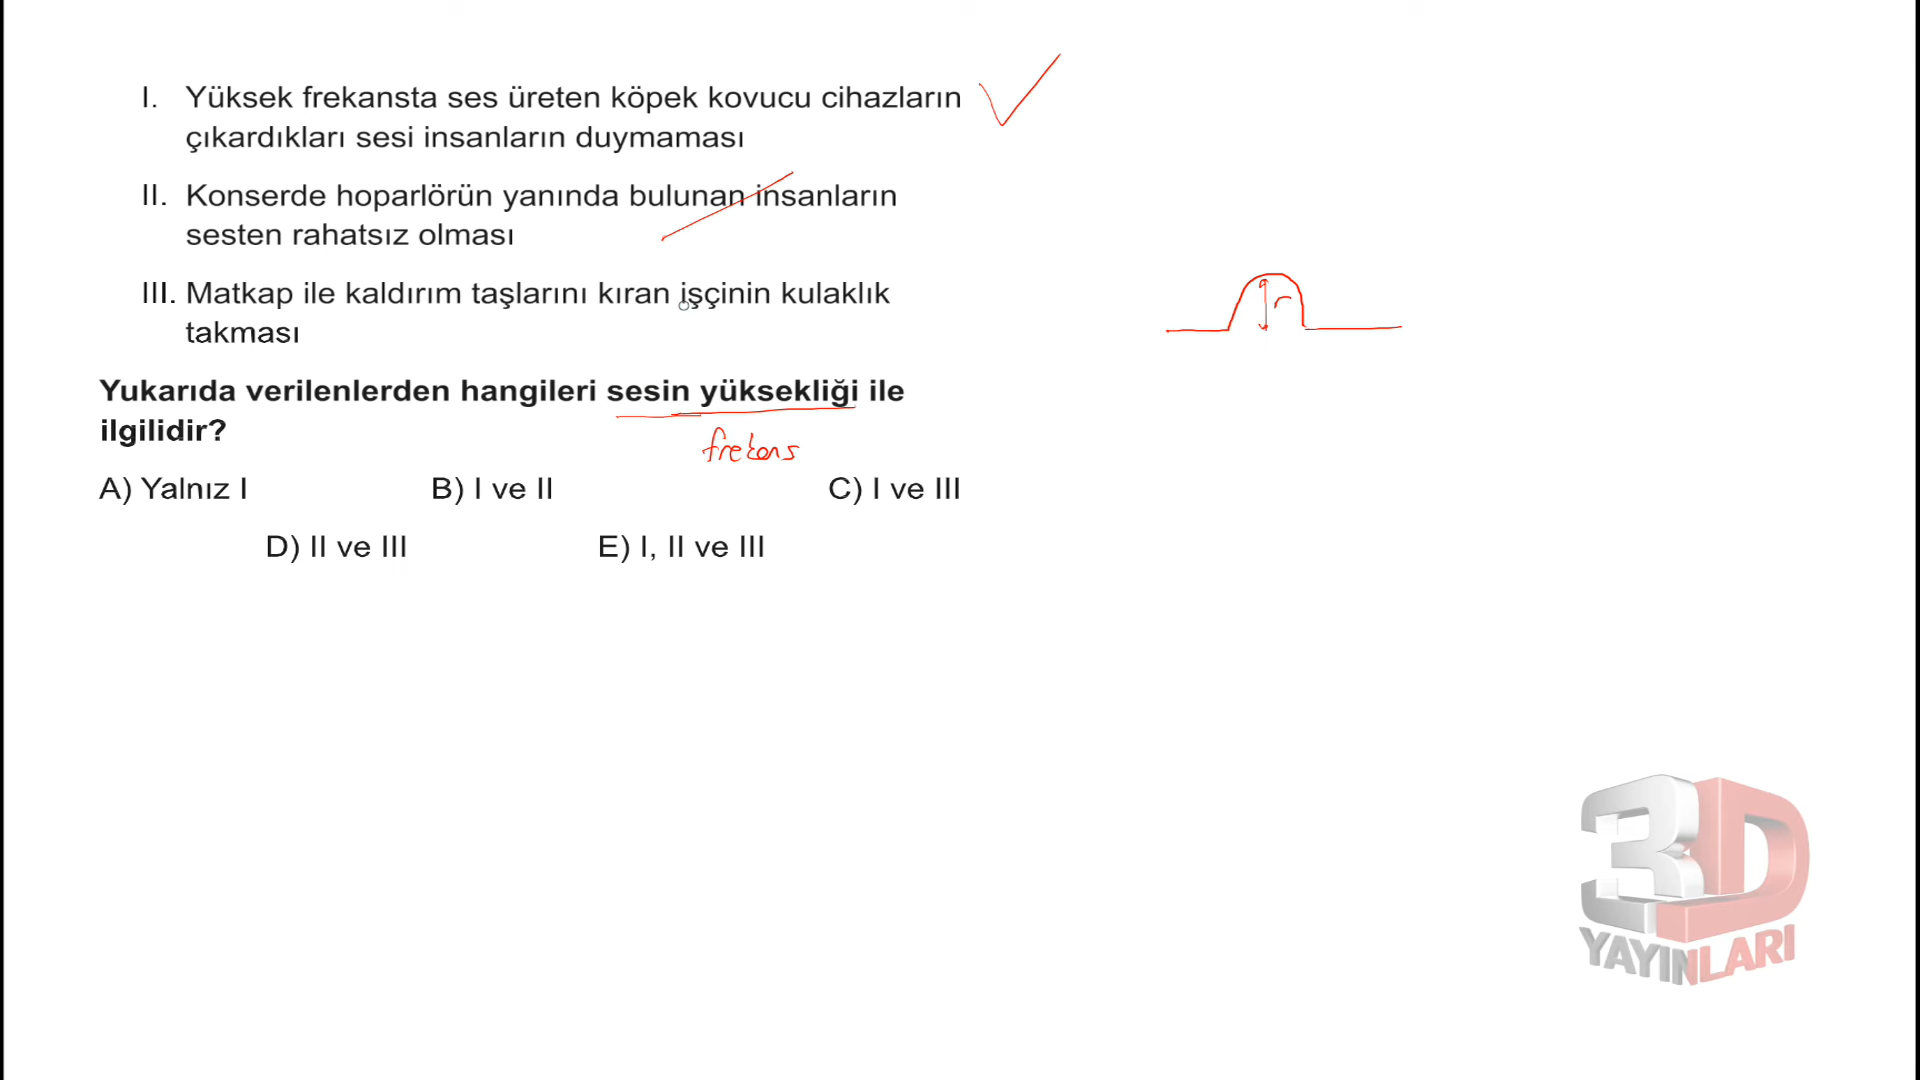 I. Yüksek frekansta ses üreten köpek kovucu cihazların
çıkardıkları sesi insanların duymaması
II. Konserde hoparlörün yanında bulunan insanların
sesten rahatsız olması
III. Matkap ile kaldırım taşlarını kıran işçinin kulaklık
takması
r
Yukarıda verilenlerden hangileri sesin yüksekliği ile
ilgilidir?
frekans
A) Yalnız I B) I ve II C) I ve III
D) II ve III E) I, II ve III
3D
YAYINLARI